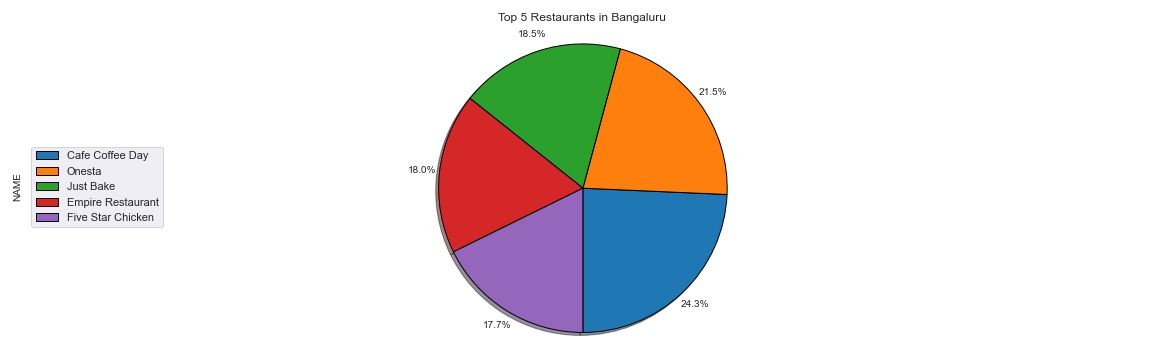 Top 5 Restaurants in Bangaluru
18.5%
21.5%
18.0%
24.3%
17.7%
NAME
Cafe Coffee Day
Onesta
Just Bake
Empire Restaurant
Five Star Chicken